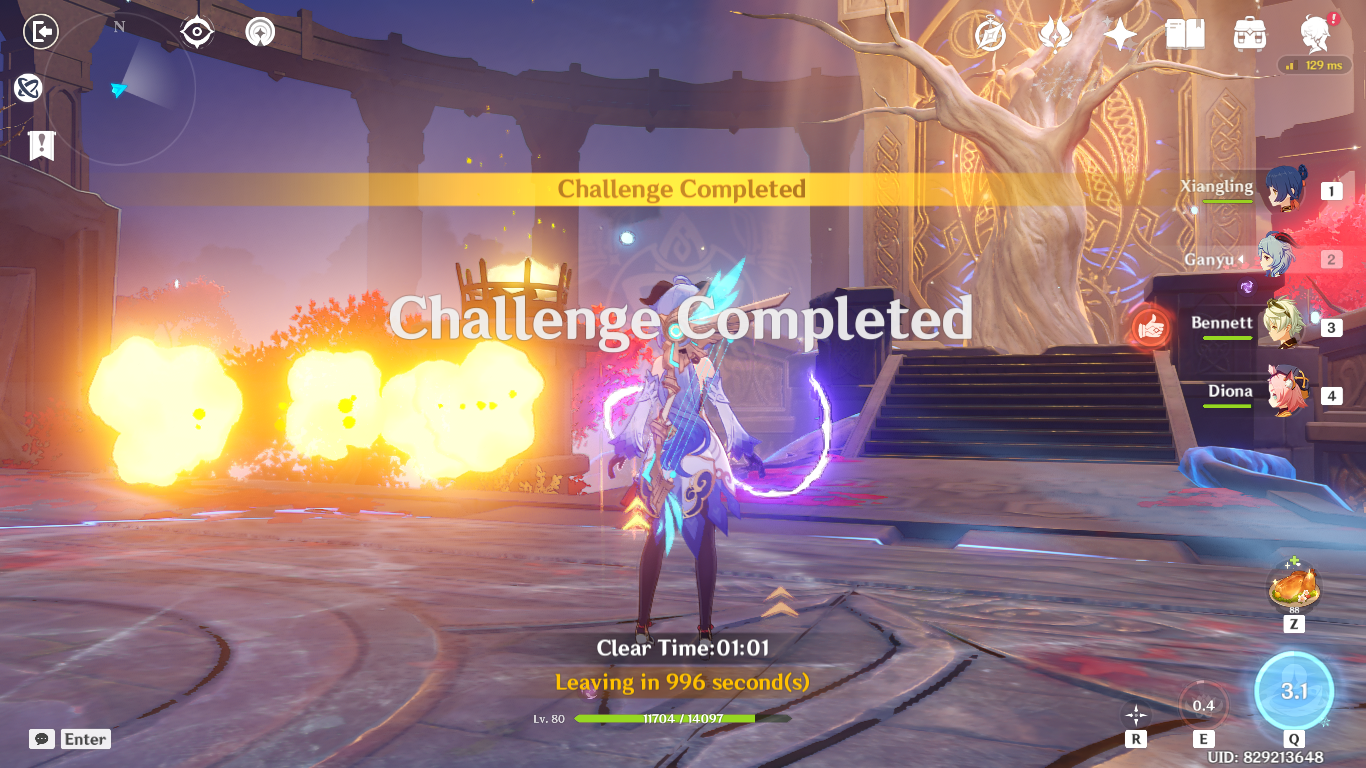 N
129 ms
Challenge Completed
Xiangling
1
Ganyu
2
Challenge Completed
Bennett
3
Diona
4
88
Z
Clear Time:01:01
Leaving in 996 second(s)
Lv. 80
11704 / 14097
3.1
0.4
R
E
Q
Enter
UID: 829213648